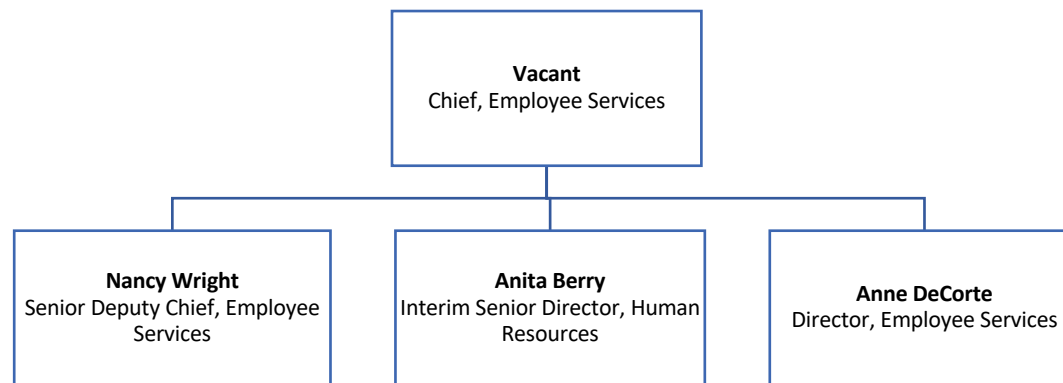 Vacant
Chief, Employee Services
Nancy Wright
Senior Deputy Chief, Employee
Services
Anita Berry
Interim Senior Director, Human
Resources
Anne DeCorte
Director, Employee Services